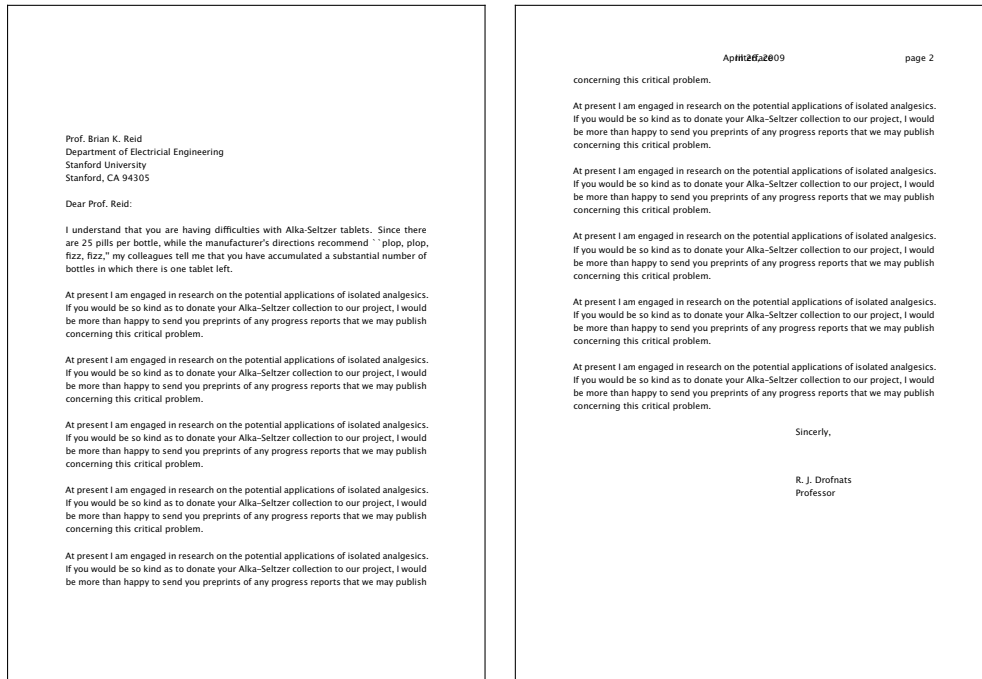 Prof. Brian K. Reid
Department of Electricial Engineering
Stanford University
Stanford, CA 94305
Dear Prof. Reid:
I understand that you are having difficulties with Alka-Seltzer tablets. Since there
are 25 pills per bottle, while the manufacturer's directions recommend ``plop, plop,
fizz, fizz," my colleagues tell me that you have accumulated a substantial number of
bottles in which there is one tablet left.
At present I am engaged in research on the potential applications of isolated analgesics.
If you would be so kind as to donate your Alka-Seltzer collection to our project, I would
be more than happy to send you preprints of any progress reports that we may publish
concerning this critical problem.
At present I am engaged in research on the potential applications of isolated analgesics.
If you would be so kind as to donate your Alka-Seltzer collection to our project, I would
be more than happy to send you preprints of any progress reports that we may publish
concerning this critical problem.
At present I am engaged in research on the potential applications of isolated analgesics.
If you would be so kind as to donate your Alka-Seltzer collection to our project, I would
be more than happy to send you preprints of any progress reports that we may publish
concerning this critical problem.
At present I am engaged in research on the potential applications of isolated analgesics.
If you would be so kind as to donate your Alka-Seltzer collection to our project, I would
be more than happy to send you preprints of any progress reports that we may publish
concerning this critical problem.
At present I am engaged in research on the potential applications of isolated analgesics.
If you would be so kind as to donate your Alka-Seltzer collection to our project, I would
be more than happy to send you preprints of any progress reports that we may publish
2009 page 2
concerning this critical problem.
At present I am engaged in research on the potential applications of isolated analgesics.
If you would be so kind as to donate your Alka-Seltzer collection to our project, I would
be more than happy to send you preprints of any progress reports that we may publish
concerning this critical problem.
At present I am engaged in research on the potential applications of isolated analgesics.
If you would be so kind as to donate your Alka-Seltzer collection to our project, I would
be more than happy to send you preprints of any progress reports that we may publish
concerning this critical problem.
At present I am engaged in research on the potential applications of isolated analgesics.
If you would be so kind as to donate your Alka-Seltzer collection to our project, I would
be more than happy to send you preprints of any progress reports that we may publish
concerning this critical problem.
At present I am engaged in research on the potential applications of isolated analgesics.
If you would be so kind as to donate your Alka-Seltzer collection to our project, I would
be more than happy to send you preprints of any progress reports that we may publish
concerning this critical problem.
At present I am engaged in research on the potential applications of isolated analgesics.
If you would be so kind as to donate your Alka-Seltzer collection to our project, I would
be more than happy to send you preprints of any progress reports that we may publish
concerning this critical problem.
Sincerly,
R. J. Drofnats
Professor